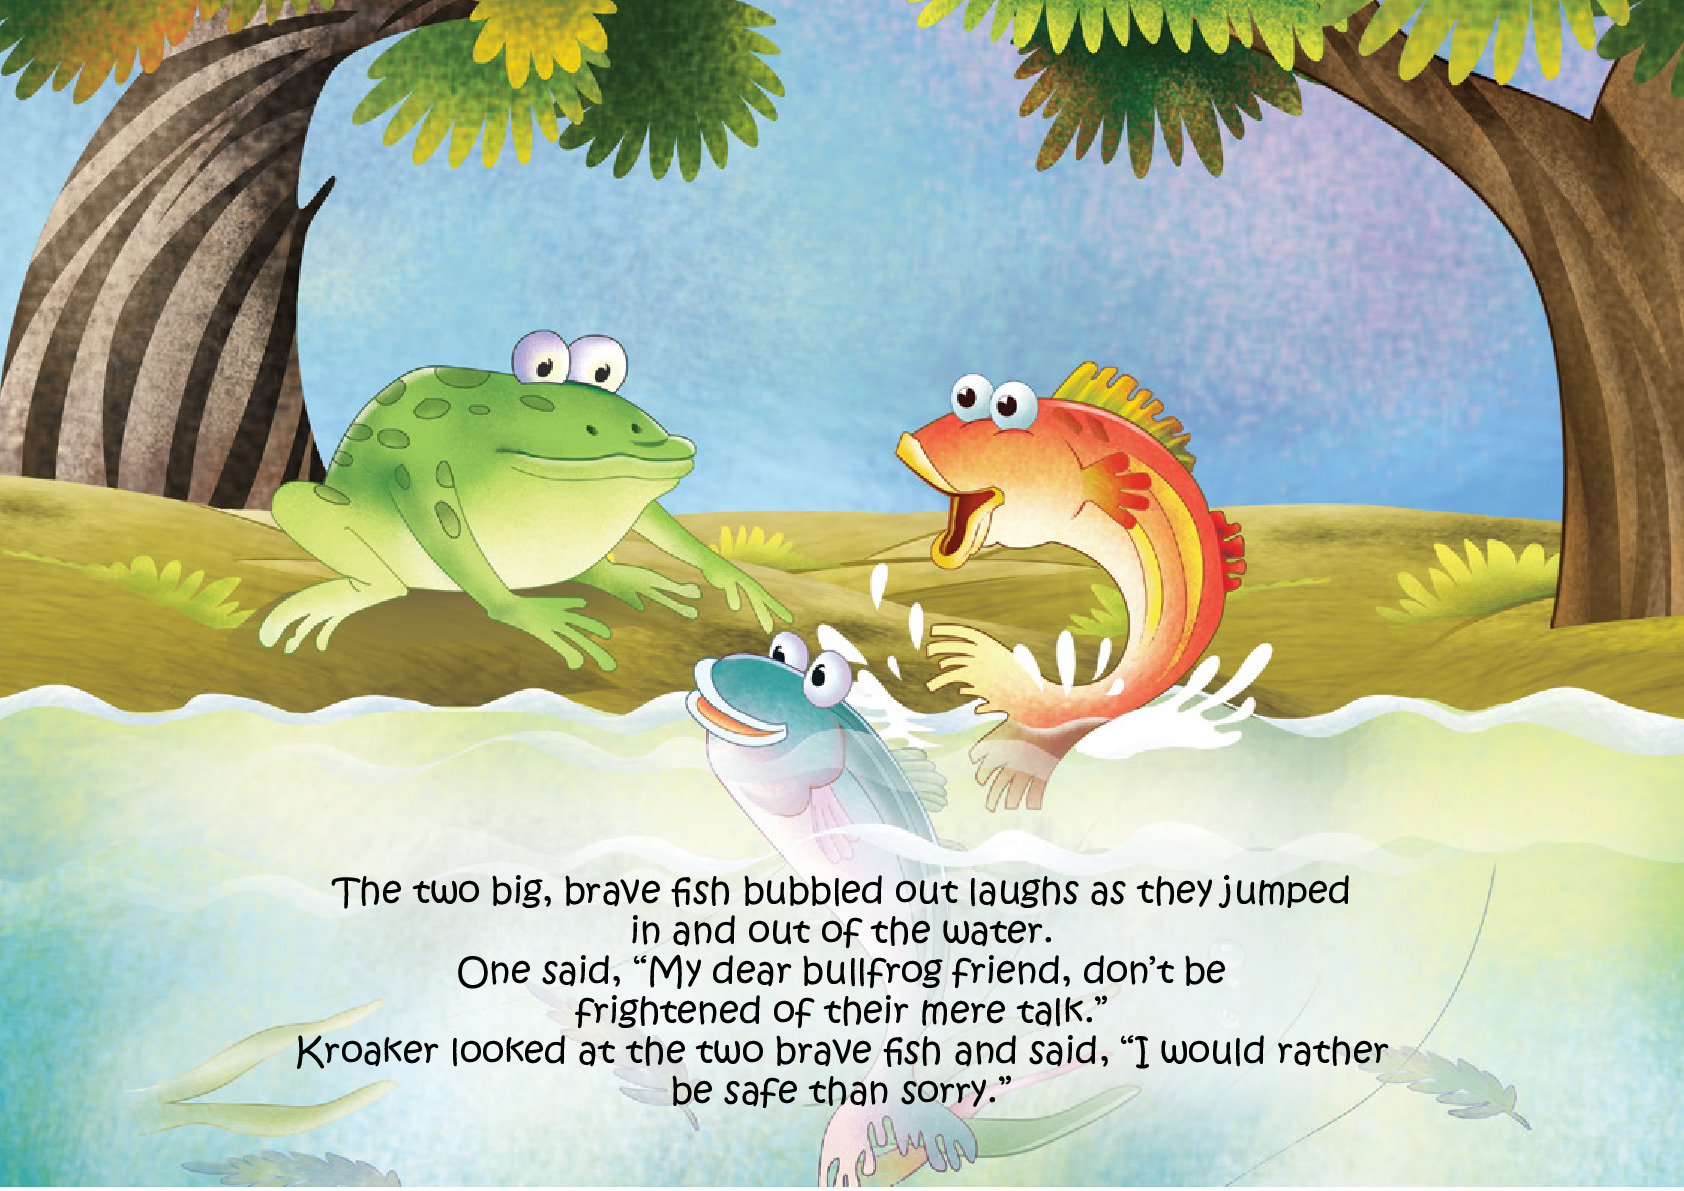 The two big, brave fish bubbled out laughs as they jumped
in and out of the water.
One said, “My dear bullfrog friend, don’t be
frightened of their mere talk.”
Kroaker looked at the two brave fish and said, “I would rather
be safe than sorry.”